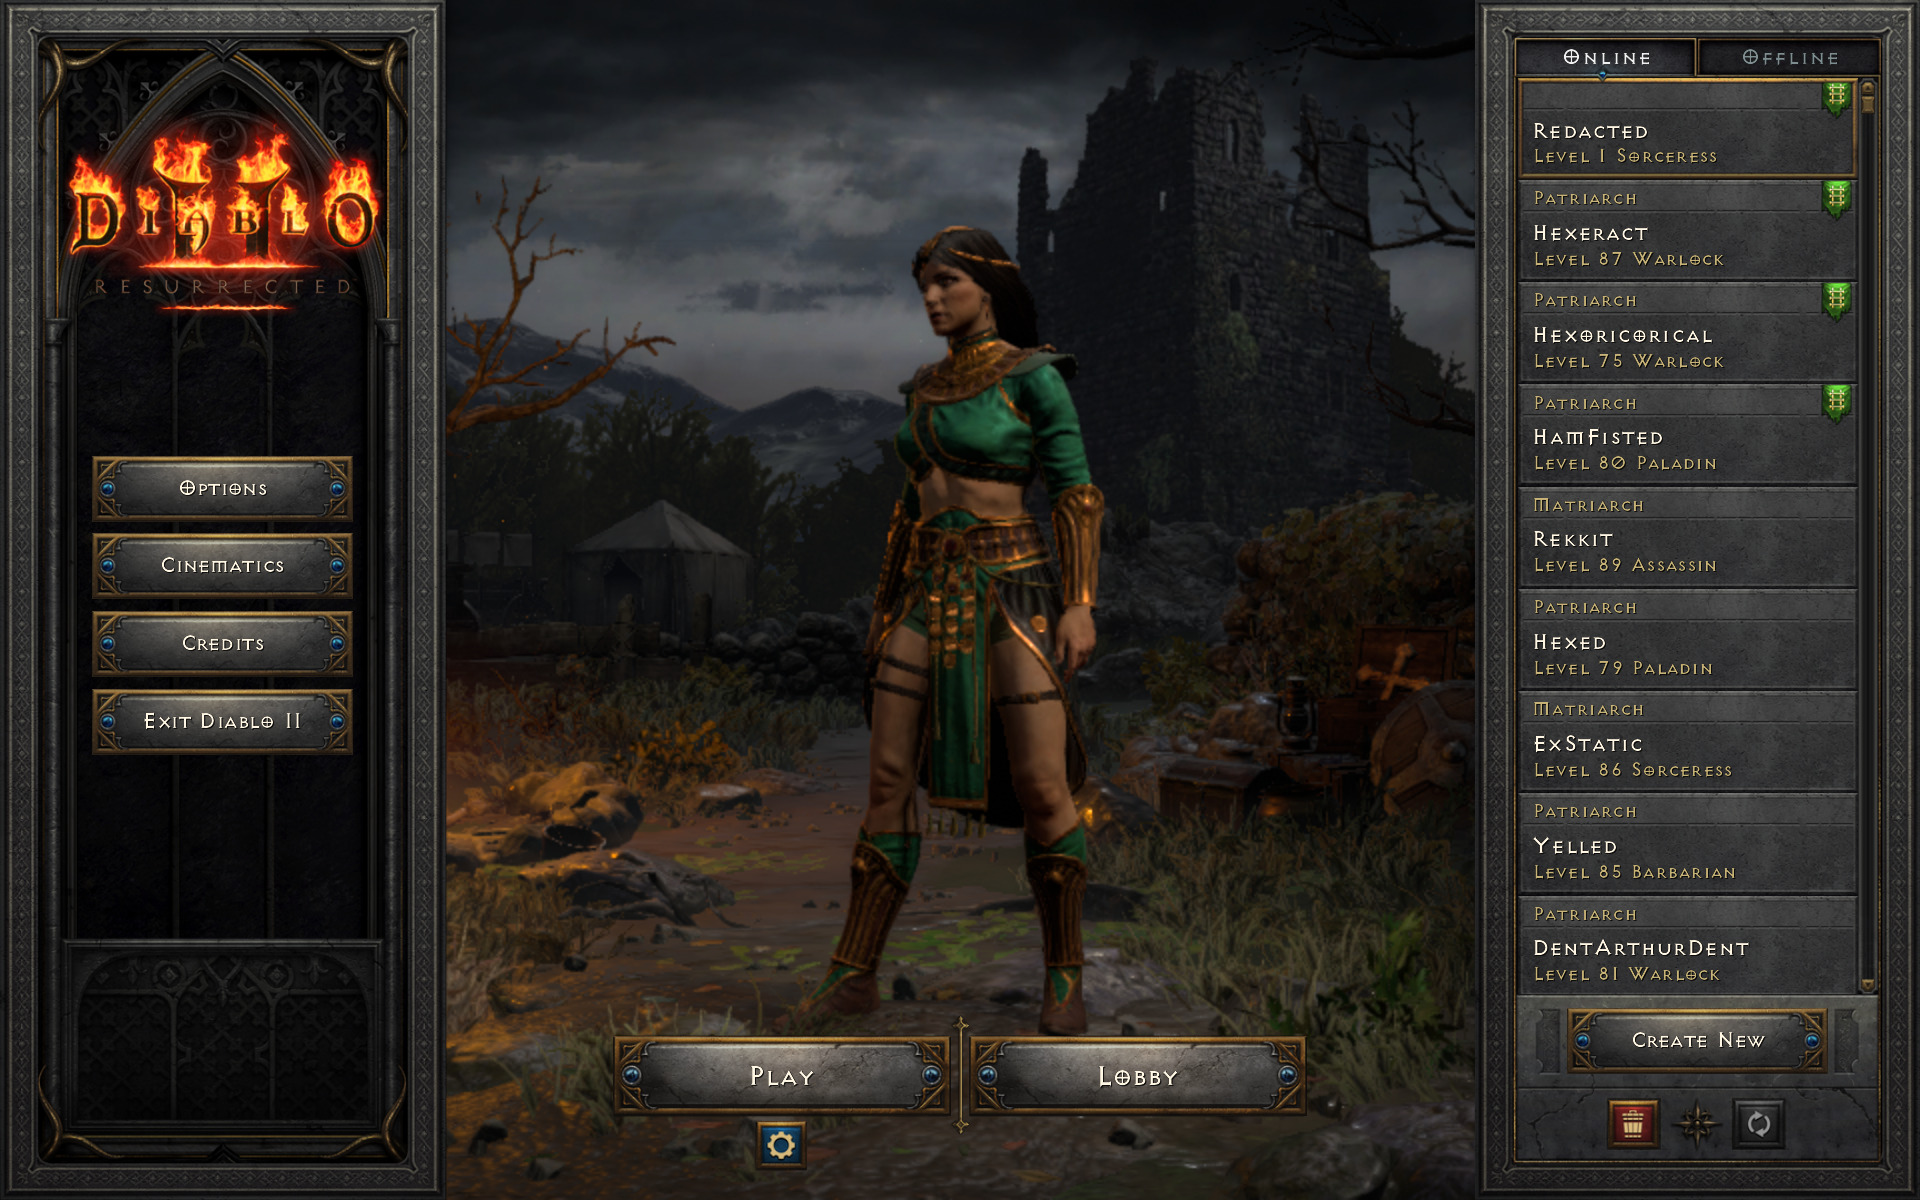 DIABLO II
RESURRECTED
Options
Cinematics
Credits
Exit Diablo II
Play
Lobby
Online
Offline
Redacted
Level 1 Sorceress
Patriarch
Hexeract
Level 87 Warlock
Patriarch
Hexoricorical
Level 75 Warlock
Patriarch
HamFisted
Level 80 Paladin
Matriarch
Rekkit
Level 89 Assassin
Patriarch
Hexed
Level 79 Paladin
Matriarch
ExStatic
Level 86 Sorceress
Patriarch
Yelled
Level 85 Barbarian
Patriarch
DentArthurDent
Level 81 Warlock
Create New